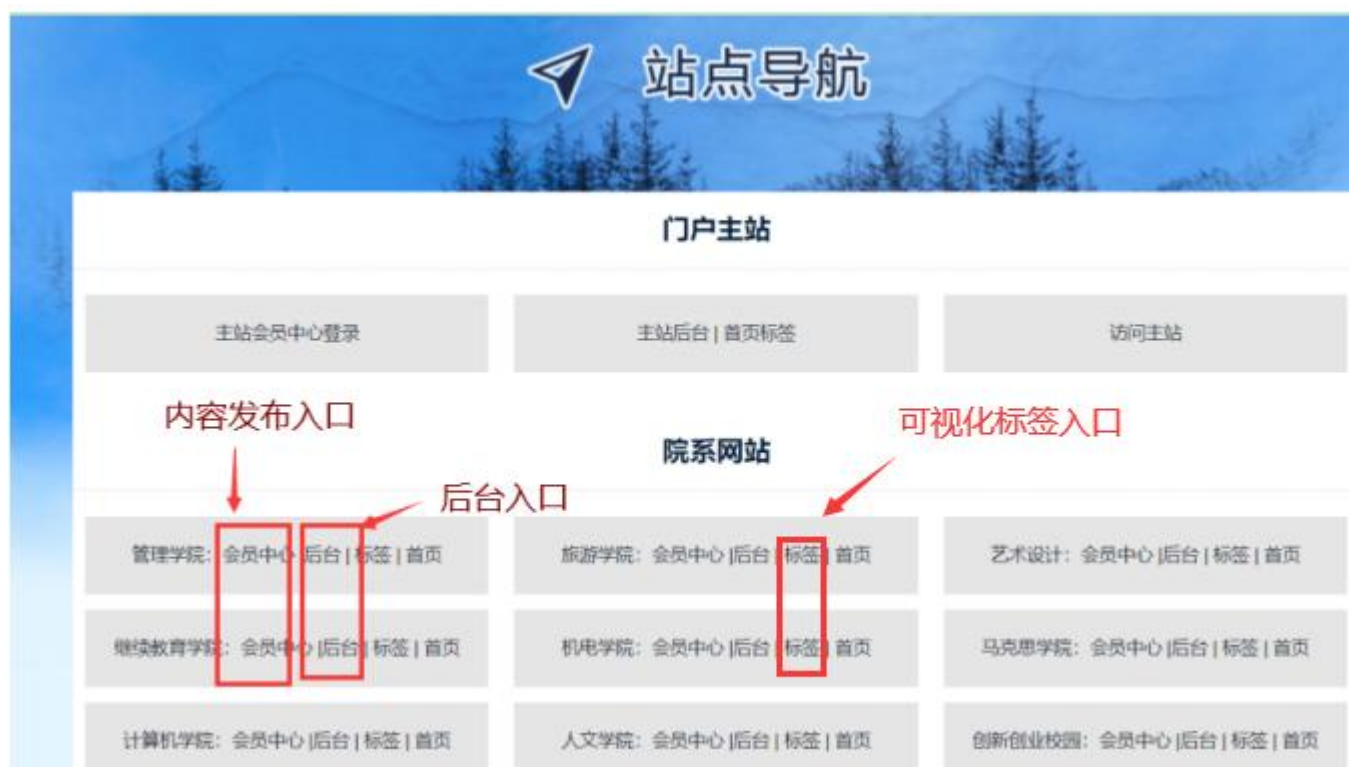 站点导航
门户主站
主站会员中心登录
主站后台 | 首页标签
访问主站
内容发布入口
可视化标签入口
院系网站
后台入口
管理学院：会员中心 |后台 | 标签 | 首页
旅游学院：会员中心 |后台 | 标签 | 首页
艺术设计：会员中心 |后台 | 标签 | 首页
继续教育学院：会员中心 |后台 | 标签 | 首页
机电学院：会员中心 |后台 | 标签 | 首页
马克思学院：会员中心 |后台 | 标签 | 首页
计算机学院：会员中心 |后台 | 标签 | 首页
人文学院：会员中心 |后台 | 标签 | 首页
创新创业校园：会员中心 |后台 | 标签 | 首页